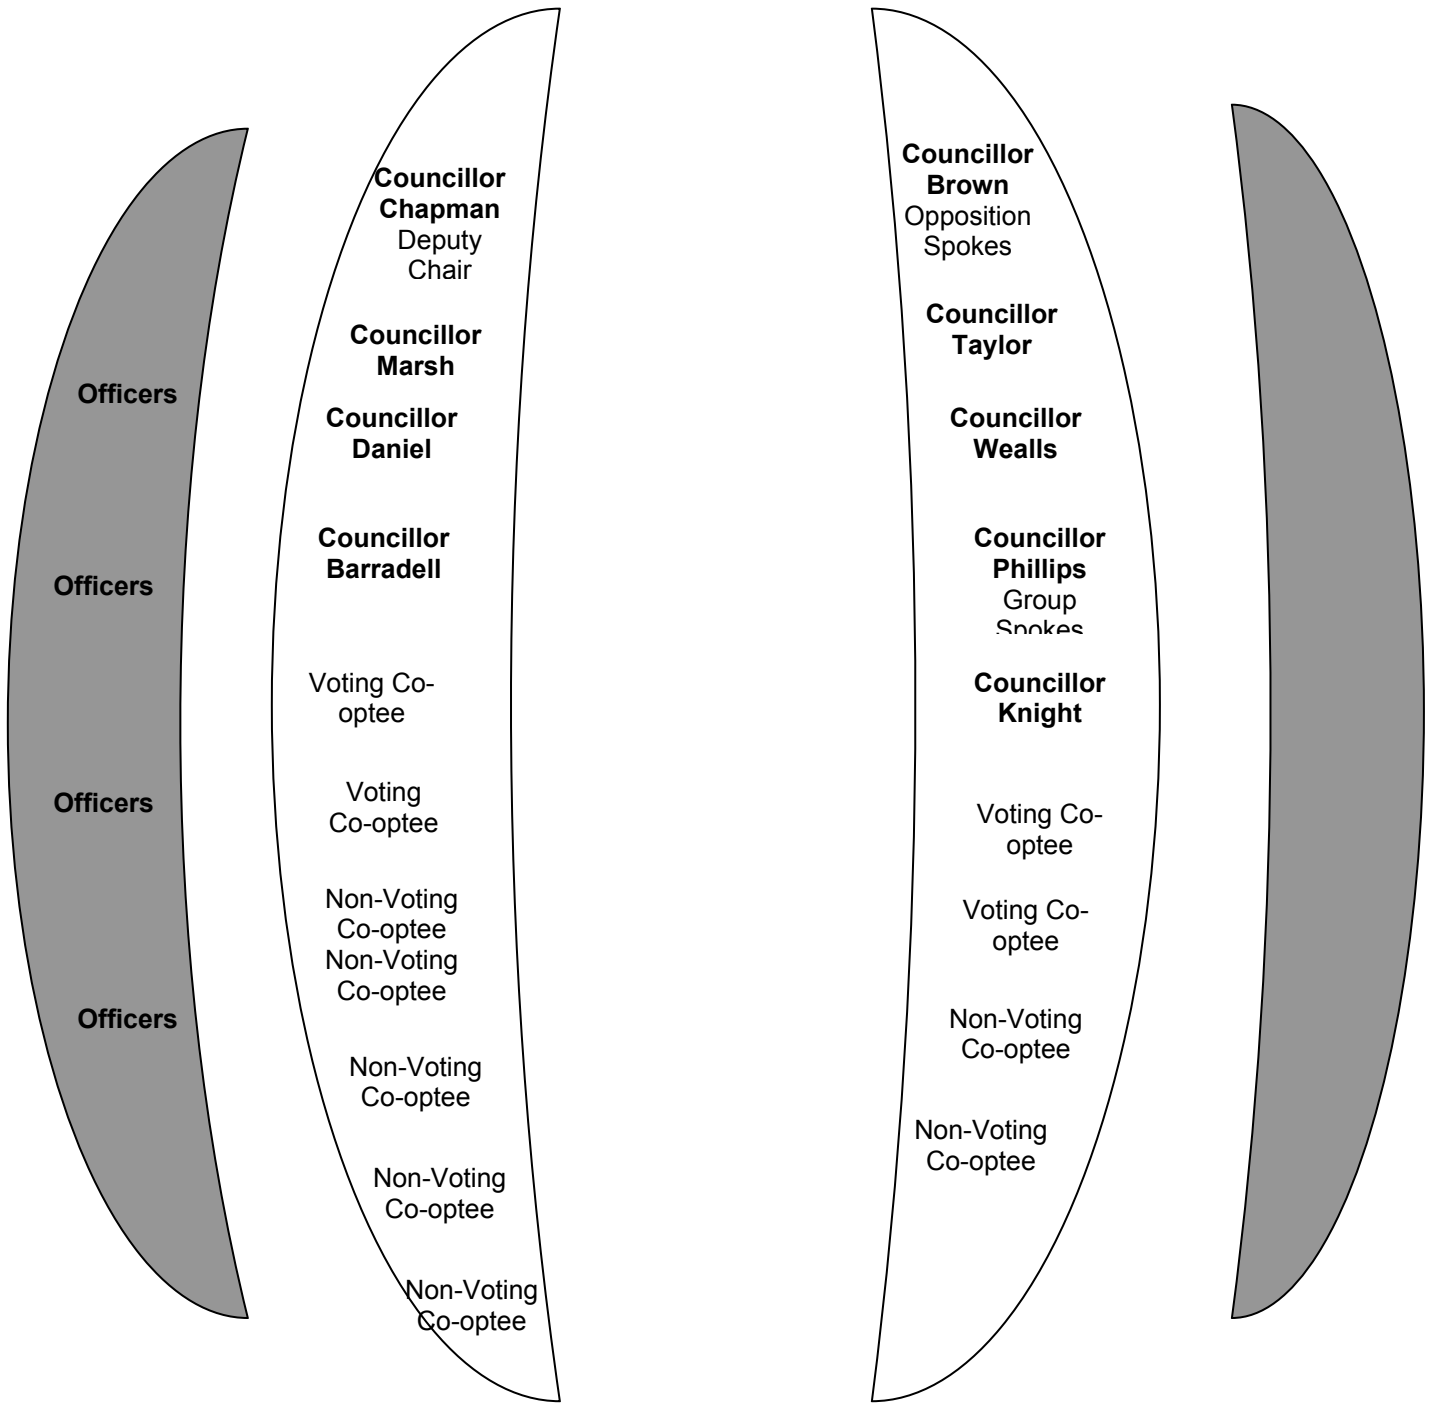 Officers
Officers
Officers
Officers
Councillor
Chapman
Deputy
Chair
Councillor
Marsh
Councillor
Daniel
Councillor
Barradell
Voting Co-
optee
Voting
Co-optee
Non-Voting
Co-optee
Non-Voting
Co-optee
Non-Voting
Co-optee
Non-Voting
Co-optee
Non-Voting
Co-optee
Councillor
Brown
Opposition
Spokes
Councillor
Taylor
Councillor
Wealls
Councillor
Phillips
Group
Spokes
Councillor
Knight
Voting Co-
optee
Voting Co-
optee
Non-Voting
Co-optee
Non-Voting
Co-optee